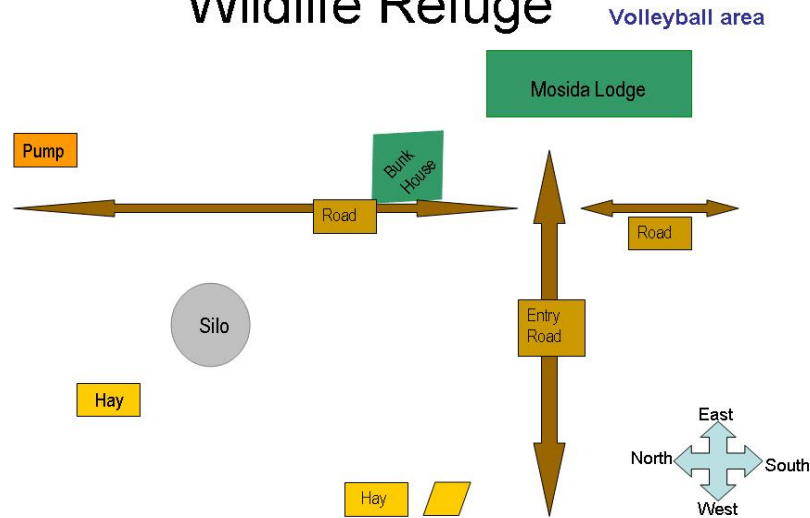 Wildlife Refuge
Volleyball area
Mosida Lodge
Pump
Bunk
House
Road
Road
Silo
Entry
Road
Hay
East
North
South
West
Hay